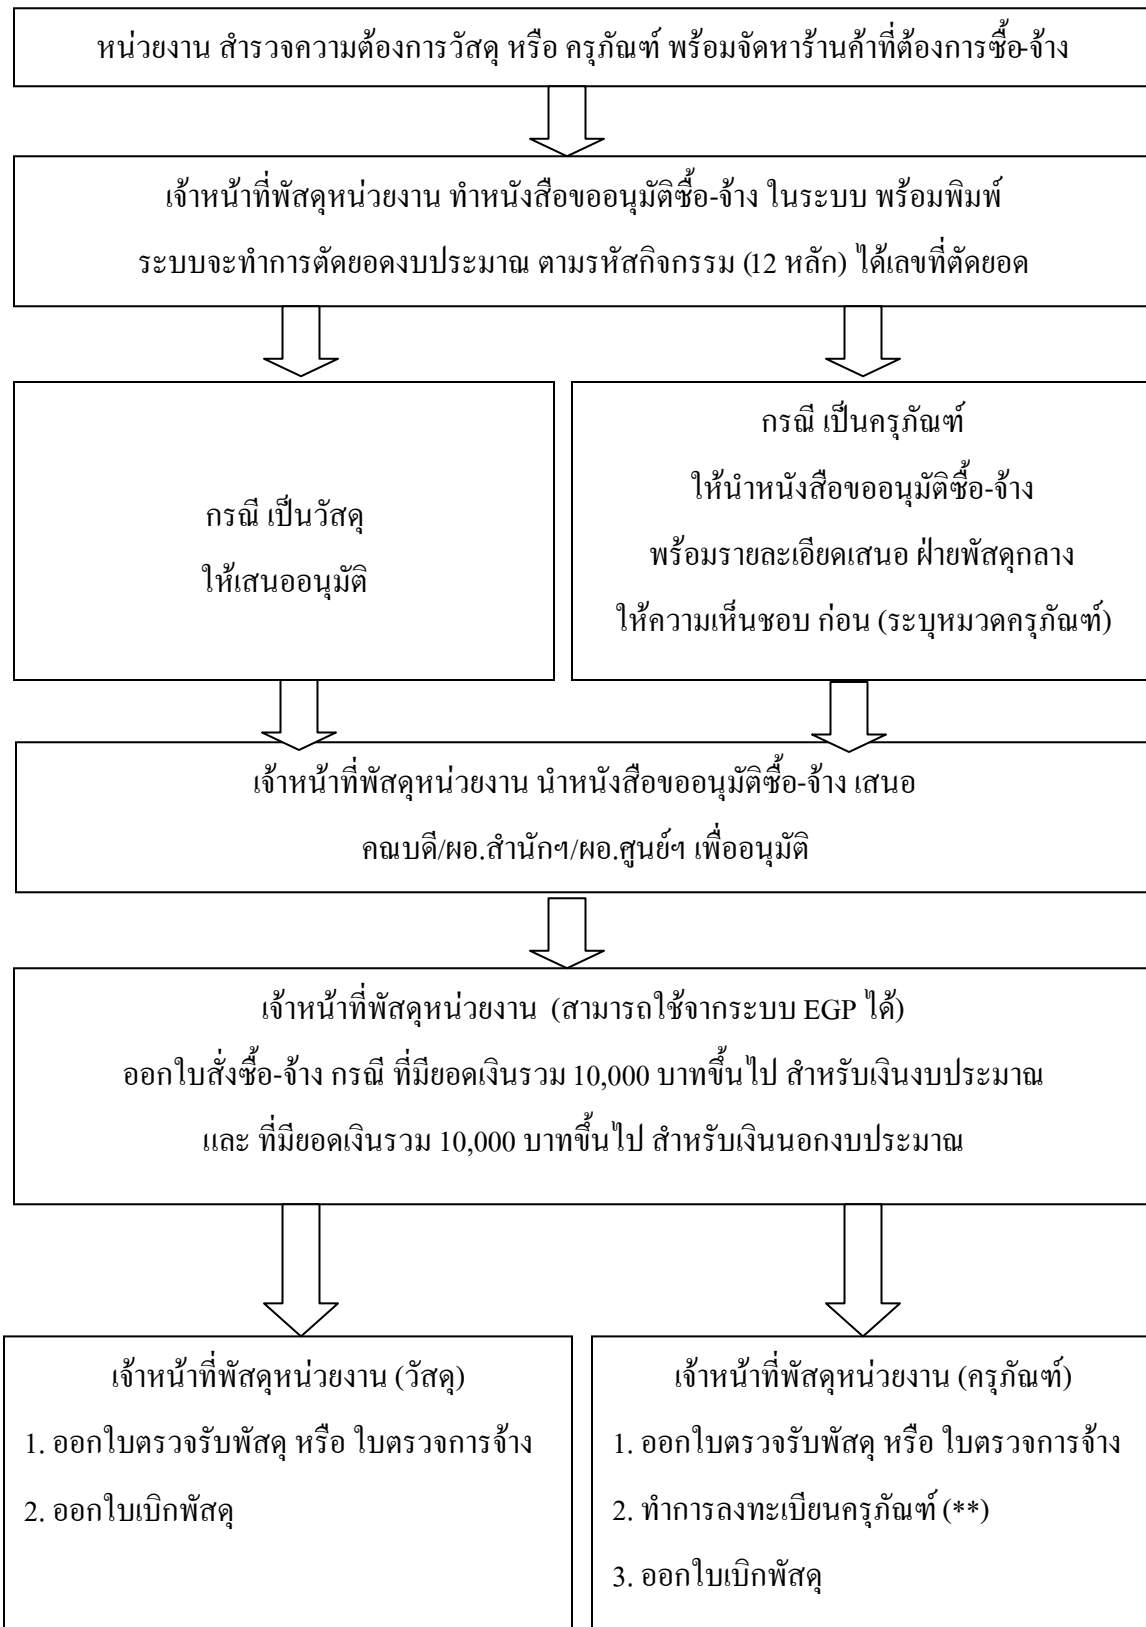 หน่วยงาน สำรวจความต้องการวัสดุ หรือ ครุภัณฑ์ พร้อมจัดหาร้านค้าที่ต้องการซื้อ-จ้าง
เจ้าหน้าที่พัสดุหน่วยงาน ทำหนังสือขออนุมัติซื้อ-จ้าง ในระบบ พร้อมพิมพ์
ระบบจะทำการตัดยอดงบประมาณ ตามรหัสกิจกรรม (12 หลัก) ได้เลขที่ตัดยอด
กรณี เป็นวัสดุ
ให้เสนออนุมัติ
กรณี เป็นครุภัณฑ์
ให้นำหนังสือขออนุมัติซื้อ-จ้าง
พร้อมรายละเอียดเสนอ ฝ่ายพัสดุกลาง
ให้ความเห็นชอบ ก่อน (ระบุหมวดครุภัณฑ์)
เจ้าหน้าที่พัสดุหน่วยงาน นำหนังสือขออนุมัติซื้อ-จ้าง เสนอ
คณบดี/ผอ.สำนักฯ/ผอ.ศูนย์ฯ เพื่ออนุมัติ
เจ้าหน้าที่พัสดุหน่วยงาน (สามารถใช้จากระบบ EGP ได้)
ออกใบสั่งซื้อ-จ้าง กรณี ที่มียอดเงินรวม 10,000 บาทขึ้นไป สำหรับเงินงบประมาณ
และ ที่มียอดเงินรวม 10,000 บาทขึ้นไป สำหรับเงินนอกงบประมาณ
เจ้าหน้าที่พัสดุหน่วยงาน (วัสดุ)
1. ออกใบตรวจรับพัสดุ หรือ ใบตรวจการจ้าง
2. ออกใบเบิกพัสดุ
เจ้าหน้าที่พัสดุหน่วยงาน (ครุภัณฑ์)
1. ออกใบตรวจรับพัสดุ หรือ ใบตรวจการจ้าง
2. ทำการลงทะเบียนครุภัณฑ์ (**)
3. ออกใบเบิกพัสดุ